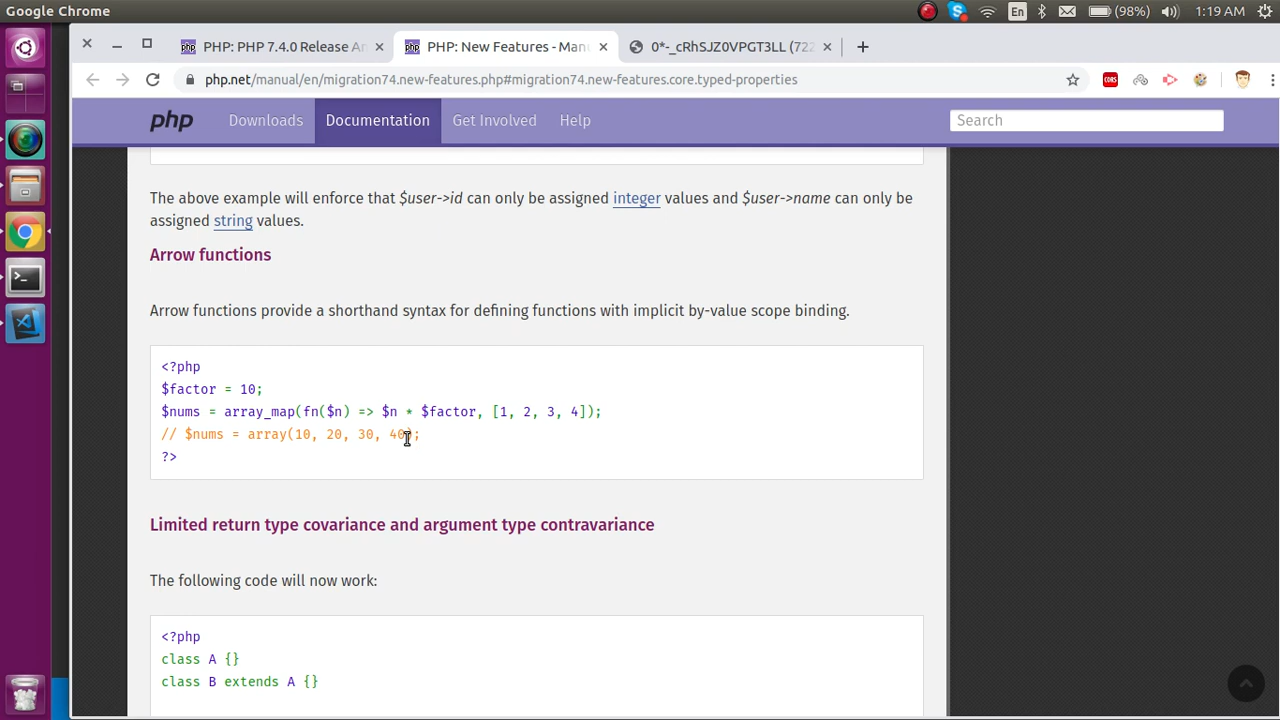 Google Chrome
En
(98%)
1:19 AM
PHP: PHP 7.4.0 Release An
PHP: New Features - Manu
0*-_cRhSJZ0VPGT3LL (722
php.net/manual/en/migration74.new-features.php#migration74.new-features.core.typed-properties
CORS
php
Downloads
Documentation
Get Involved
Help
Search
The above example will enforce that $user->id can only be assigned integer values and $user->name can only be
assigned string values.
Arrow functions
Arrow functions provide a shorthand syntax for defining functions with implicit by-value scope binding.
<?php
$factor = 10;
$nums = array_map(fn($n) => $n * $factor, [1, 2, 3, 4]);
// $nums = array(10, 20, 30, 40);
?>
Limited return type covariance and argument type contravariance
The following code will now work:
<?php
class A {}
class B extends A {}